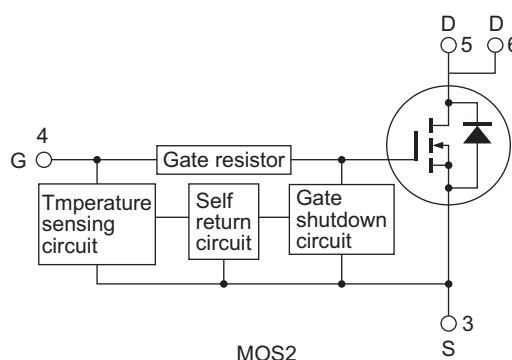 D D
5 6
4
G
Gate resistor
Tmperature
sensing
circuit
Self
return
circuit
Gate
shutdown
circuit
3
S
MOS2